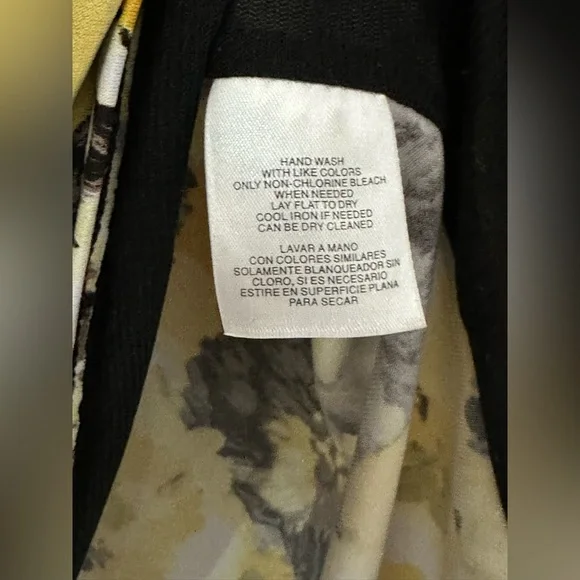 HAND WASH
WITH LIKE COLORS
ONLY NON-CHLORINE BLEACH
WHEN NEEDED
LAY FLAT TO DRY
COOL IRON IF NEEDED
CAN BE DRY CLEANED
LAVAR A MANO
CON COLORES SIMILARES
SOLAMENTE BLANQUEADOR SIN
CLORO, SI ES NECESARIO
ESTIRE EN SUPERFICIE PLANA
PARA SECAR